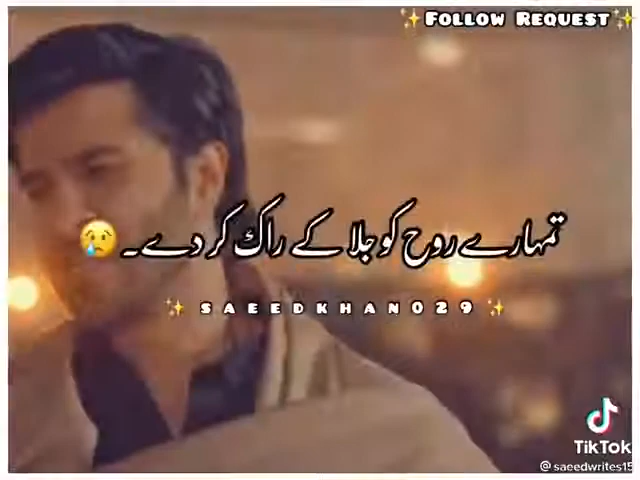 ✨FOLLOW REQUEST✨
تمہارے روح کو جلا کے راک کر دے۔ 😢
✨ SAEEDKHAN029 ✨
TikTok
@saeedwrites15